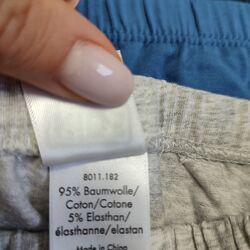 8011.182
95% Baumwolle/
Coton/Cotone
5% Elasthan/
élasthanne/elastan
Made in China